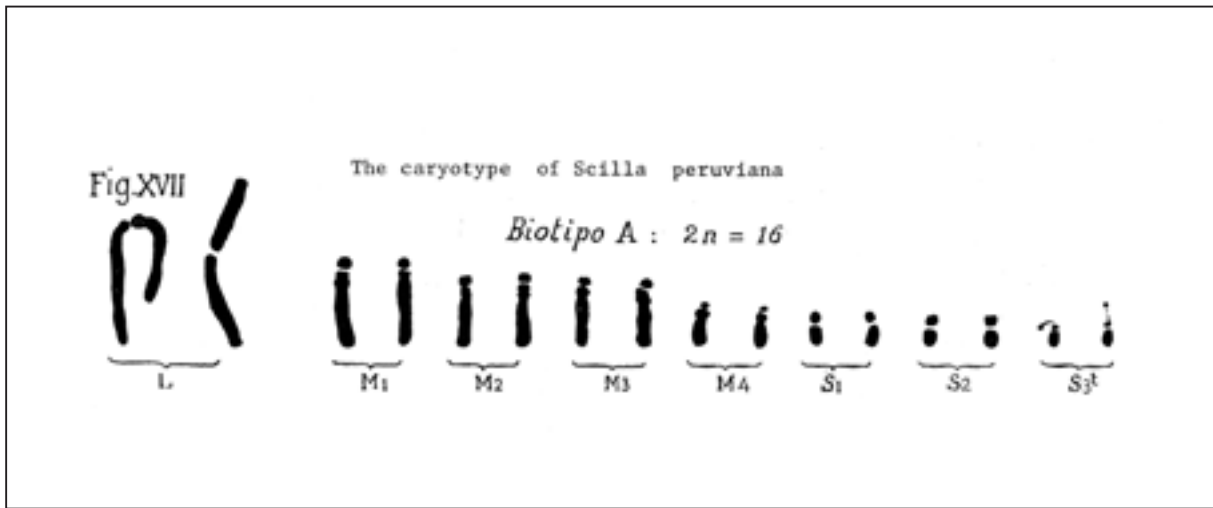 The caryotype of Scilla peruviana
Fig.XVII
Biotipo A : 2n = 16
L M1 M2 M3 M4 S1 S2 S3t